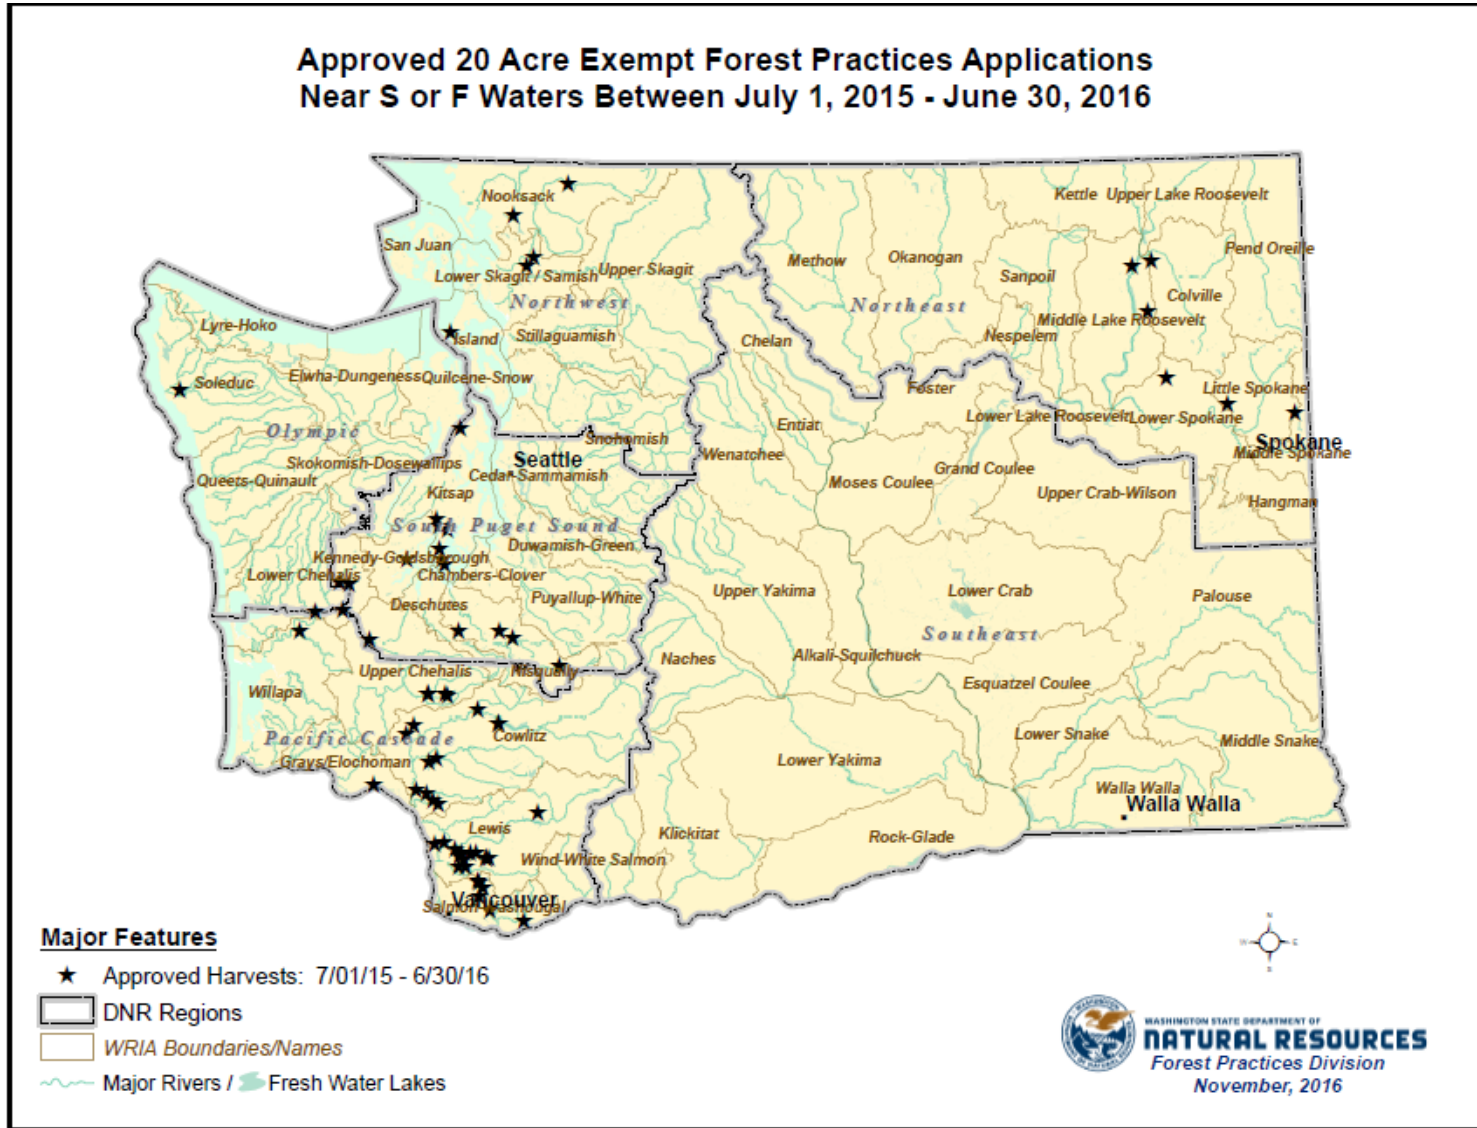 Approved 20 Acre Exempt Forest Practices Applications
Near S or F Waters Between July 1, 2015 - June 30, 2016
Nooksack
Kettle
Upper Lake Roosevelt
San Juan
Pend Oreille
Methow
Okanogan
Lower Skagit / Samish
Upper Skagit
Sanpoil
Northwest
Northeast
Colville
Lyre-Hoko
Island
Stillaguamish
Chelan
Nespelem
Middle Lake Roosevelt
Soleduc
Elwha-Dungeness
Quilcene-Snow
Foster
Little Spokane
Lower Lake Roosevelt
Lower Spokane
Olympic
Entiat
Snohomish
Spokane
Skokomish-Dosewallips
Seattle
Wenatchee
Middle Spokane
Queets-Quinault
Cedar-Sammamish
Grand Coulee
Moses Coulee
Kitsap
Upper Crab-Wilson
Hangman
South Puget Sound
Duwamish-Green
Kennedy-Goldsborough
Lower Chehalis
Chambers-Clover
Puyallup-White
Upper Yakima
Lower Crab
Palouse
Deschutes
Southeast
Naches
Alkali-Squilchuck
Upper Chehalis
Nisqually
Esquatzel Coulee
Willapa
Pacific Cascade
Cowlitz
Lower Snake
Middle Snake
Grays/Elochoman
Lower Yakima
Walla Walla
Walla Walla
Lewis
Klickitat
Rock-Glade
Wind-White Salmon
Vancouver
Salmon-Washougal
Major Features
Approved Harvests: 7/01/15 - 6/30/16
DNR Regions
WRIA Boundaries/Names
Major Rivers / Fresh Water Lakes
N
W
E
S
WASHINGTON STATE DEPARTMENT OF
NATURAL RESOURCES
Forest Practices Division
November, 2016